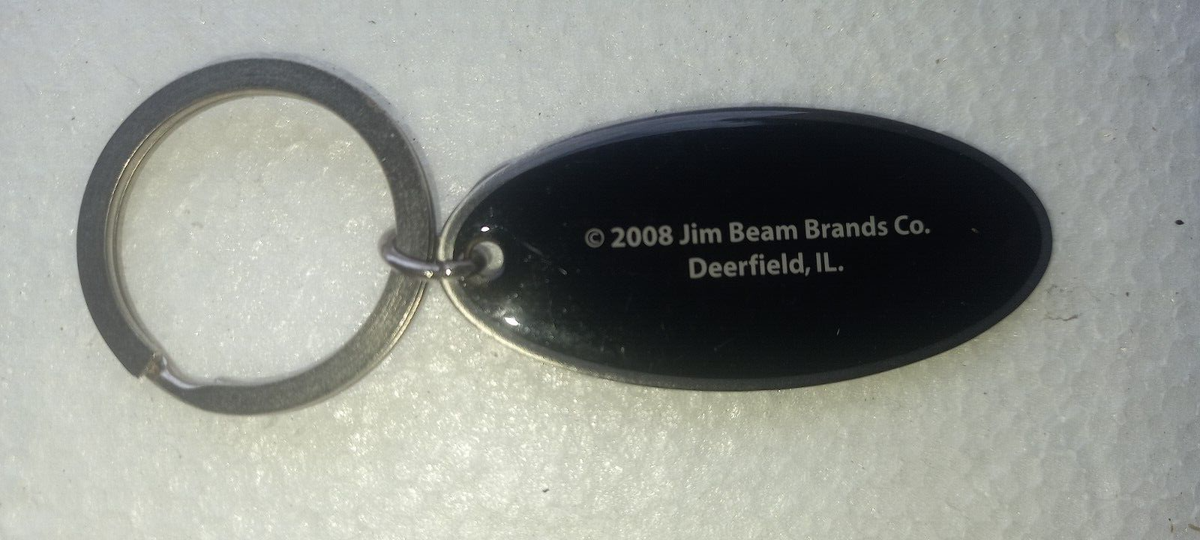 © 2008 Jim Beam Brands Co.
Deerfield, IL.